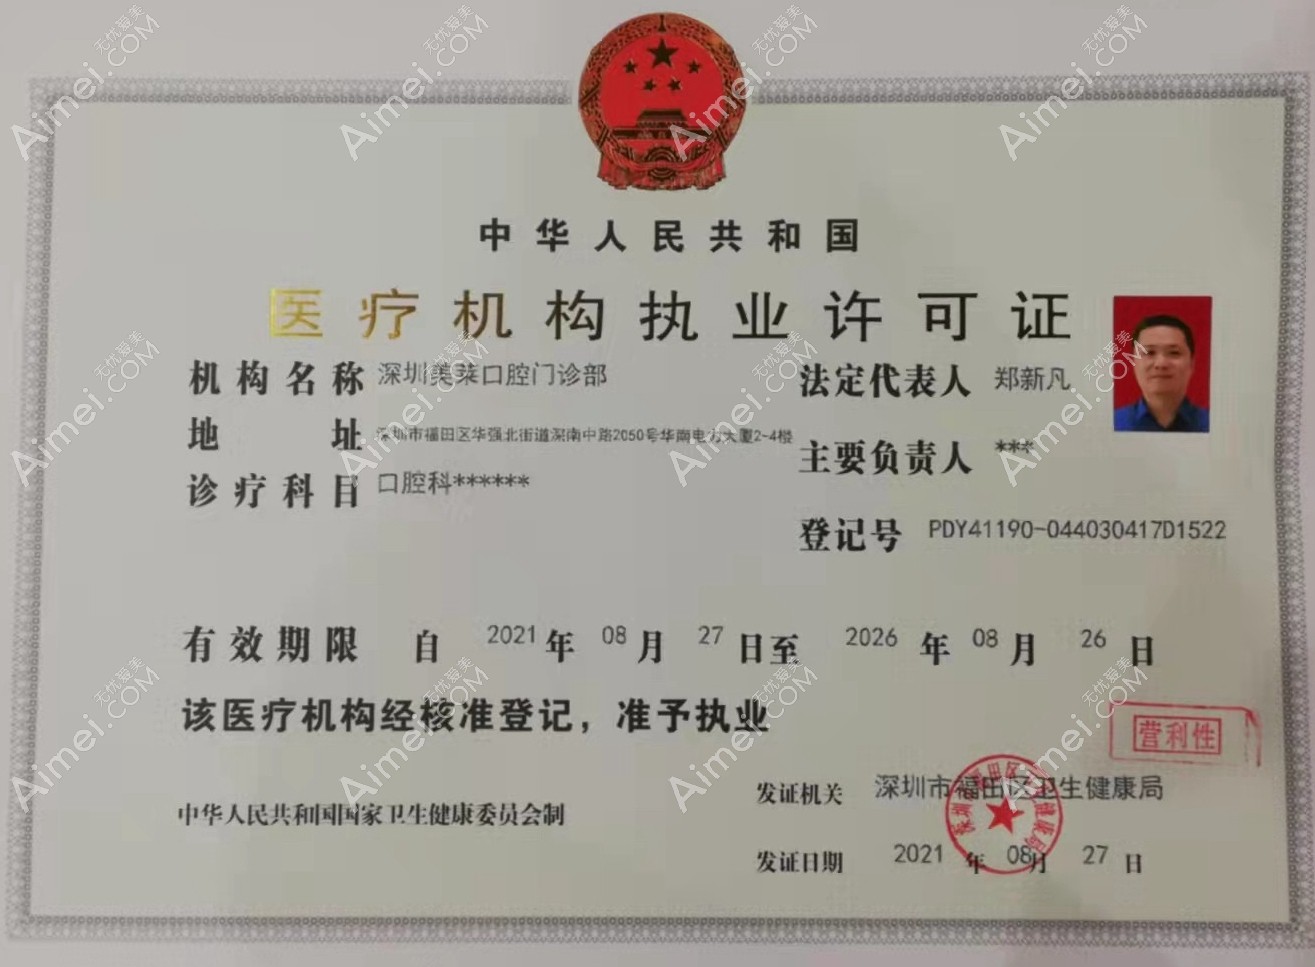 中华人民共和国
医疗机构执业许可证
机构名称 深圳美莱口腔门诊部
地址 深圳市福田区华强北街道深南中路2050号华南电力大厦2-4楼
诊疗科目 口腔科******
法定代表人 郑新凡
主要负责人 ***
登记号 PDY41190-044030417D1522
有效期限 自 2021 年 08 月 27 日至 2026 年 08 月 26 日
该医疗机构经核准登记，准予执业
营利性
中华人民共和国国家卫生健康委员会制
发证机关 深圳市福田区卫生健康局
发证日期 2021 年 08 月 27 日
无忧爱美
Aimei.COM